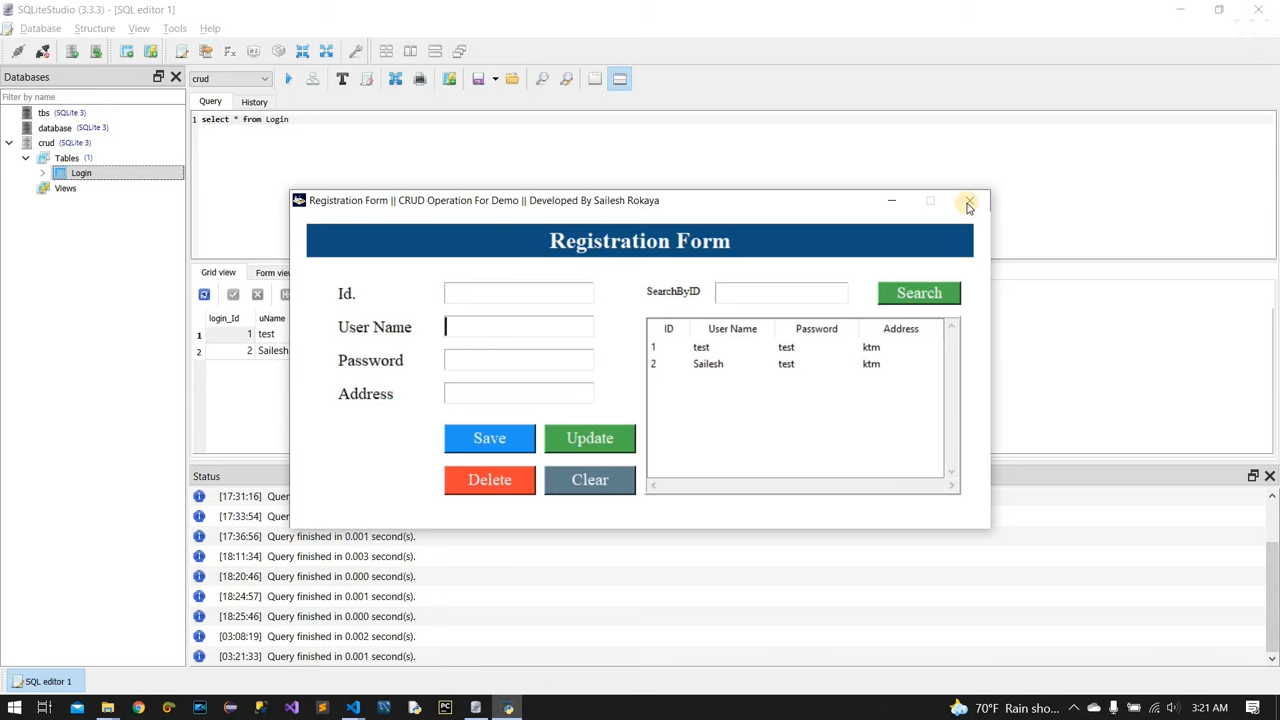 SQLiteStudio (3.3.3) - [SQL editor 1]
Database Structure View Tools Help
Databases
crud
Filter by name
Query History
tbs (SQLite 3)
database (SQLite 3)
crud (SQLite 3)
Tables (1)
Login
Views
1 select * from Login
Registration Form || CRUD Operation For Demo || Developed By Sailesh Rokaya
Registration Form
Id.
User Name
Password
Address
Save Update
Delete Clear
SearchByID Search
ID User Name Password Address
1 test test ktm
2 Sailesh test ktm
Grid view Form view
login_Id uName
1 1 test
2 2 Sailesh
Status
[17:31:16] Quer
[17:33:54] Quer
[17:36:56] Query finished in 0.001 second(s).
[18:11:34] Query finished in 0.003 second(s).
[18:20:46] Query finished in 0.000 second(s).
[18:24:57] Query finished in 0.001 second(s).
[18:25:46] Query finished in 0.000 second(s).
[03:08:19] Query finished in 0.002 second(s).
[03:21:33] Query finished in 0.001 second(s).
SQL editor 1
70°F Rain sho... 3:21 AM